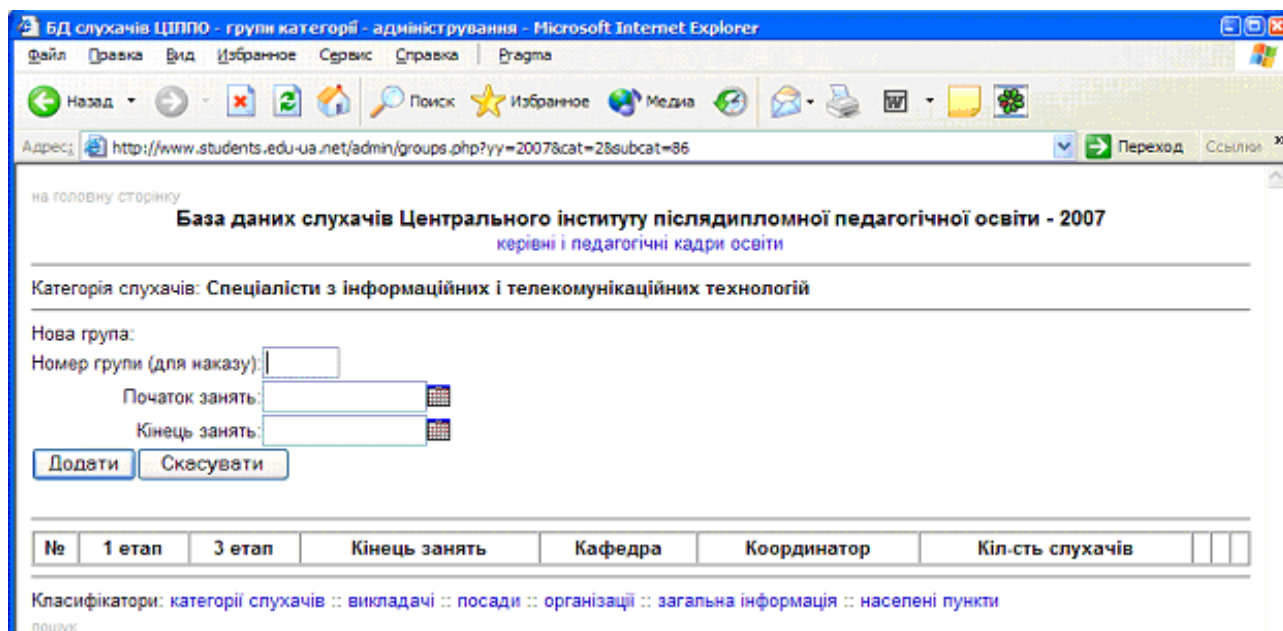 БД слухачів ЦІППО - групи категорії - адміністрування - Microsoft Internet Explorer
Файл Правка Вид Избранное Сервис Справка Pragma
Назад Поиск Избранное Медиа
Адрес: http://www.students.edu-ua.net/admin/groups.php?yy=2007&cat=2&subcat=86 Переход Ссылки »
на головну сторінку
База даних слухачів Центрального інституту післядипломної педагогічної освіти - 2007
керівні і педагогічні кадри освіти
Категорія слухачів: Спеціалісти з інформаційних і телекомунікаційних технологій
Нова група:
Номер групи (для наказу):
Початок занять:
Кінець занять:
Додати Скасувати
№ 1 етап 3 етап Кінець занять Кафедра Координатор Кіл-сть слухачів
Класифікатори: категорії слухачів :: викладачі :: посади :: організації :: загальна інформація :: населені пункти
пошук